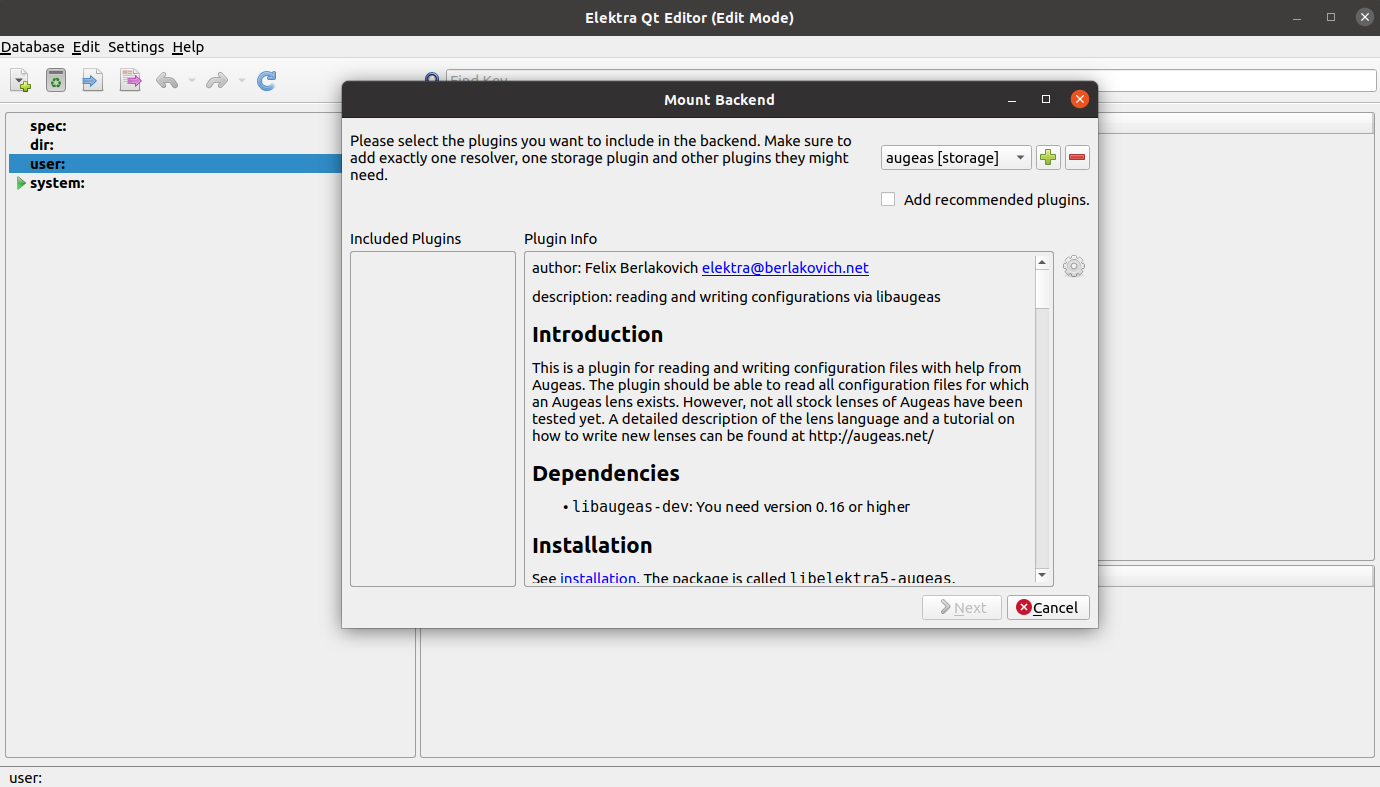 Elektra Qt Editor (Edit Mode)
Database Edit Settings Help
Find Key
spec:
dir:
user:
system:
Mount Backend
Please select the plugins you want to include in the backend. Make sure to
add exactly one resolver, one storage plugin and other plugins they might
need.
augeas [storage]
Add recommended plugins.
Included Plugins
Plugin Info
author: Felix Berlakovich elektra@berlakovich.net
description: reading and writing configurations via libaugeas
Introduction
This is a plugin for reading and writing configuration files with help from
Augeas. The plugin should be able to read all configuration files for which
an Augeas lens exists. However, not all stock lenses of Augeas have been
tested yet. A detailed description of the lens language and a tutorial on
how to write new lenses can be found at http://augeas.net/
Dependencies
• libaugeas-dev: You need version 0.16 or higher
Installation
See installation. The package is called libelektra5-augeas.
Next
Cancel
user: